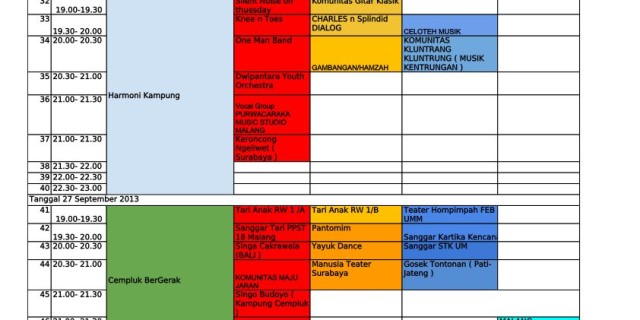 32
19.00-19.30
Silent Noise on
thuesday
Komunitas Gitar Klasik
33
19.30- 20.00
Knee n Toes
CHARLES n Splindid
DIALOG
CELOTEH MUSIK
34 20.00- 20.30
One Man Band
GAMBANGAN/HAMZAH
KOMUNITAS
KLUNTRANG
KLUNTRUNG ( MUSIK
KENTRUNGAN )
35 20.30- 21.00
Harmoni Kampung
Dwipantara Youth
Orchestra
36 21.00- 21.30
Vocal Group
PURWACARAKA
MUSIC STUDIO
MALANG
37 21.00- 21.30
Keroncong
Ngeliwet (
Surabaya )
38 21.30- 22.00
39 22.00- 22.30
40 22.30- 23.00
Tanggal 27 September 2013
41
19.00-19.30
Tari Anak RW 1 /A
Tari Anak RW 1/B
Teater Hompimpah FEB
UMM
42
19.30- 20.00
Sanggar Tari PPST
18 Malang
Pantomim
Sanggar Kartika Kencan
43 20.00- 20.30
Singa Cakrawala
(BALI )
Yayuk Dance
Sanggar STK UM
44 20.30- 21.00
Cempluk BerGerak
KOMUNITAS MAJU
JARAN
Manusia Teater
Surabaya
Gosek Tontonan ( Pati-
Jateng )
45 21.00- 21.30
Singo Budoyo (
Kampung Cempluk
)